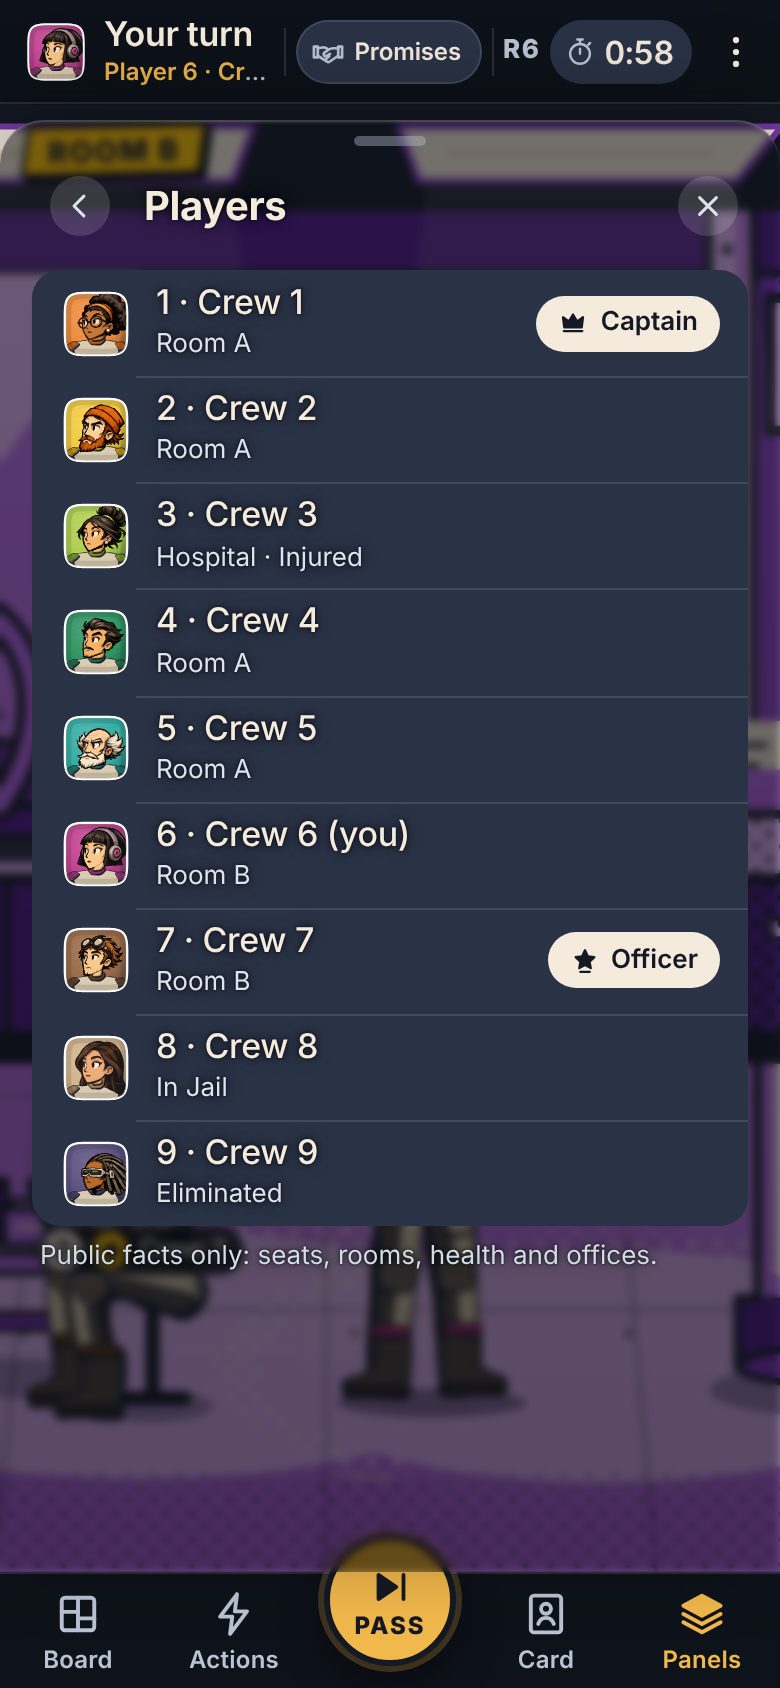 Your turn
Player 6 · Cr...
Promises
R6
0:58
ROOM B
Players
1 · Crew 1
Room A
Captain
2 · Crew 2
Room A
3 · Crew 3
Hospital · Injured
4 · Crew 4
Room A
5 · Crew 5
Room A
6 · Crew 6 (you)
Room B
7 · Crew 7
Room B
Officer
8 · Crew 8
In Jail
9 · Crew 9
Eliminated
Public facts only: seats, rooms, health and offices.
Board
Actions
PASS
Card
Panels